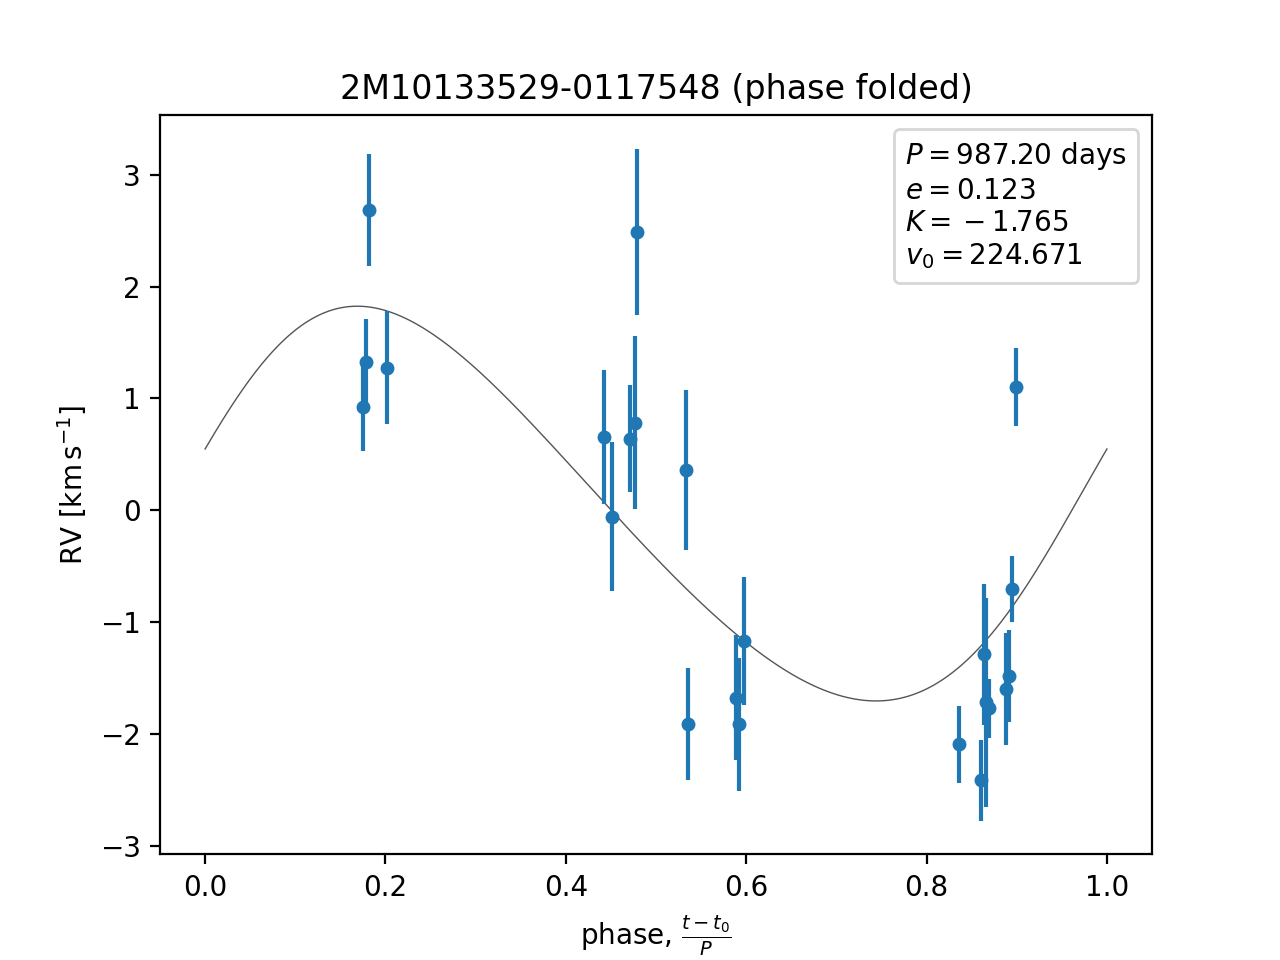 2M10133529-0117548 (phase folded)
P = 987.20 days
e = 0.123
K = −1.765
v₀ = 224.671
3
2
1
0
−1
−2
−3
RV [km s⁻¹]
0.0 0.2 0.4 0.6 0.8 1.0
phase, (t − t₀)/P